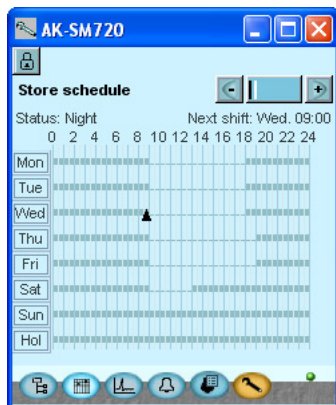 AK-SM720
Store schedule
Status: Night Next shift: Wed. 09:00
0 2 4 6 8 10 12 14 16 18 20 22 24
Mon
Tue
Wed
Thu
Fri
Sat
Sun
Hol